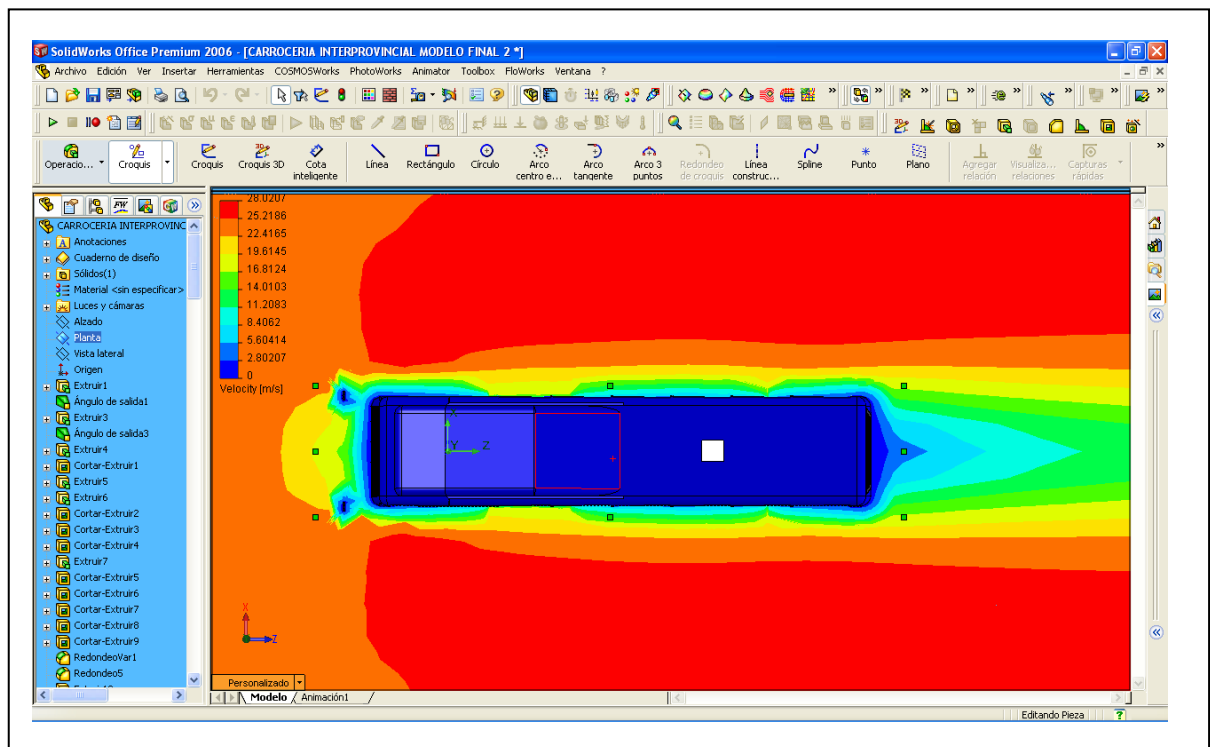 SolidWorks Office Premium 2006 - [CARROCERIA INTERPROVINCIAL MODELO FINAL 2 *]
Archivo Edición Ver Insertar Herramientas COSMOSWorks PhotoWorks Animator Toolbox FloWorks Ventana ?
Operacio... Croquis Croquis Croquis 3D Cota inteligente Línea Rectángulo Círculo Arco centro e... Arco tangente Arco 3 puntos Redondeo de croquis Línea construc... Spline Punto Plano Agregar relación Visualiza... relaciones Capturas rápidas
CARROCERIA INTERPROVINC
Anotaciones
Cuaderno de diseño
Sólidos(1)
Material <sin especificar>
Luces y cámaras
Alzado
Planta
Vista lateral
Origen
Extruir1
Ángulo de salida1
Extruir3
Ángulo de salida3
Extruir4
Cortar-Extruir1
Extruir5
Extruir6
Cortar-Extruir2
Cortar-Extruir3
Cortar-Extruir4
Extruir7
Cortar-Extruir5
Cortar-Extruir6
Cortar-Extruir7
Cortar-Extruir8
Cortar-Extruir9
RedondeoVar1
Redondeo5
28.0207
25.2186
22.4165
19.6145
16.8124
14.0103
11.2083
8.4062
5.60414
2.80207
0
Velocity [m/s]
X
Y
Z
X
Z
Personalizado
Modelo Animación1
Editando Pieza